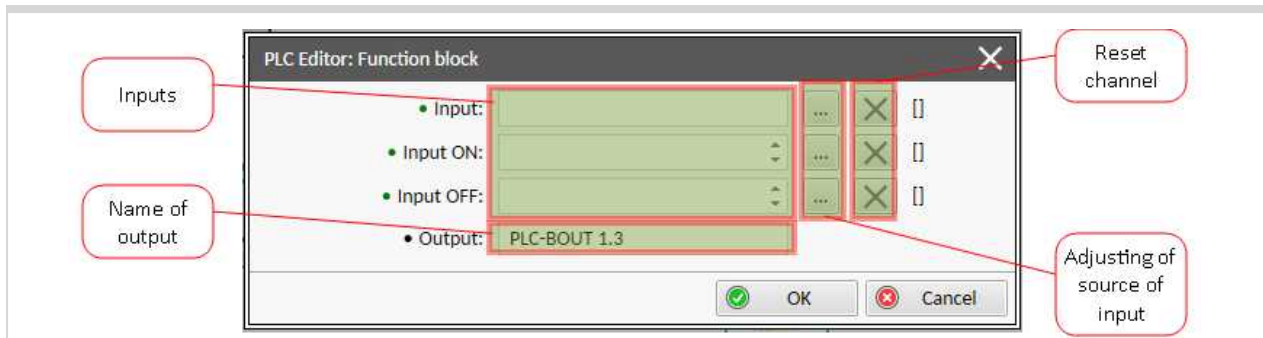 PLC Editor: Function block
Reset
channel
Inputs
• Input:
...
[]
• Input ON:
...
[]
• Input OFF:
...
[]
Name of
output
• Output:
PLC-BOUT 1.3
Adjusting of
source of
input
OK
Cancel